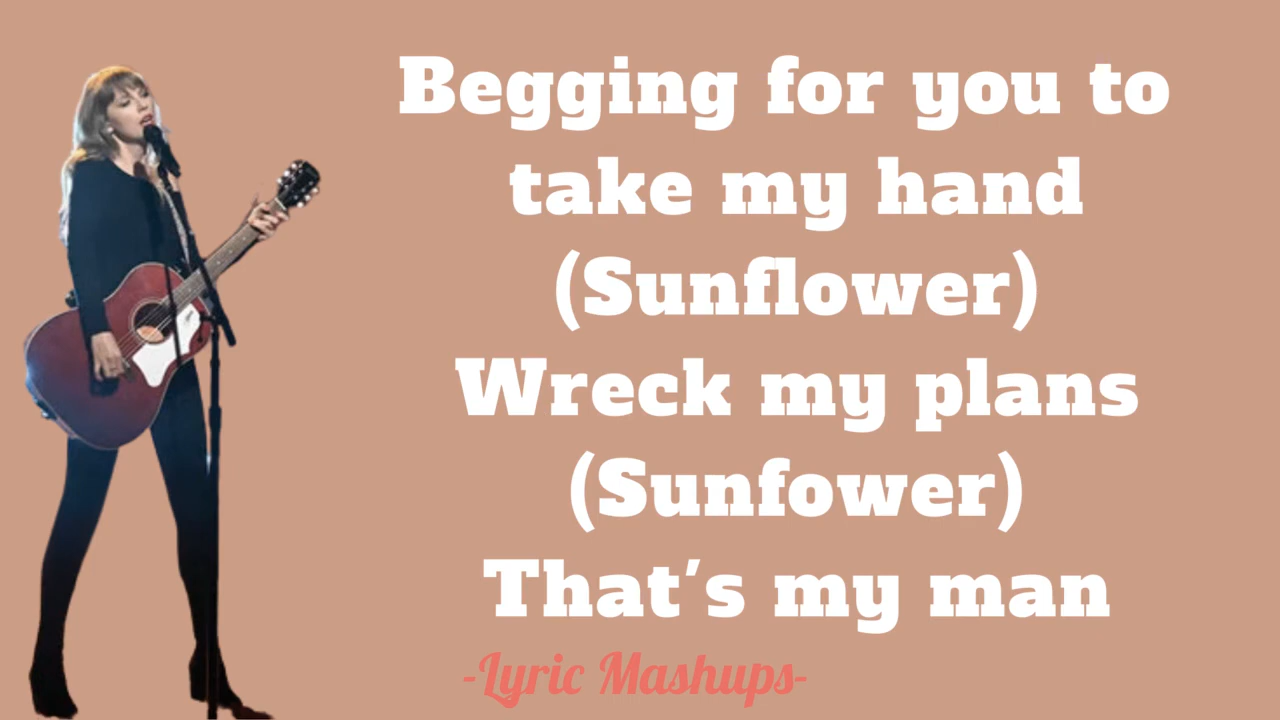 Begging for you to
take my hand
(Sunflower)
Wreck my plans
(Sunfower)
That's my man
-Lyric Mashups-